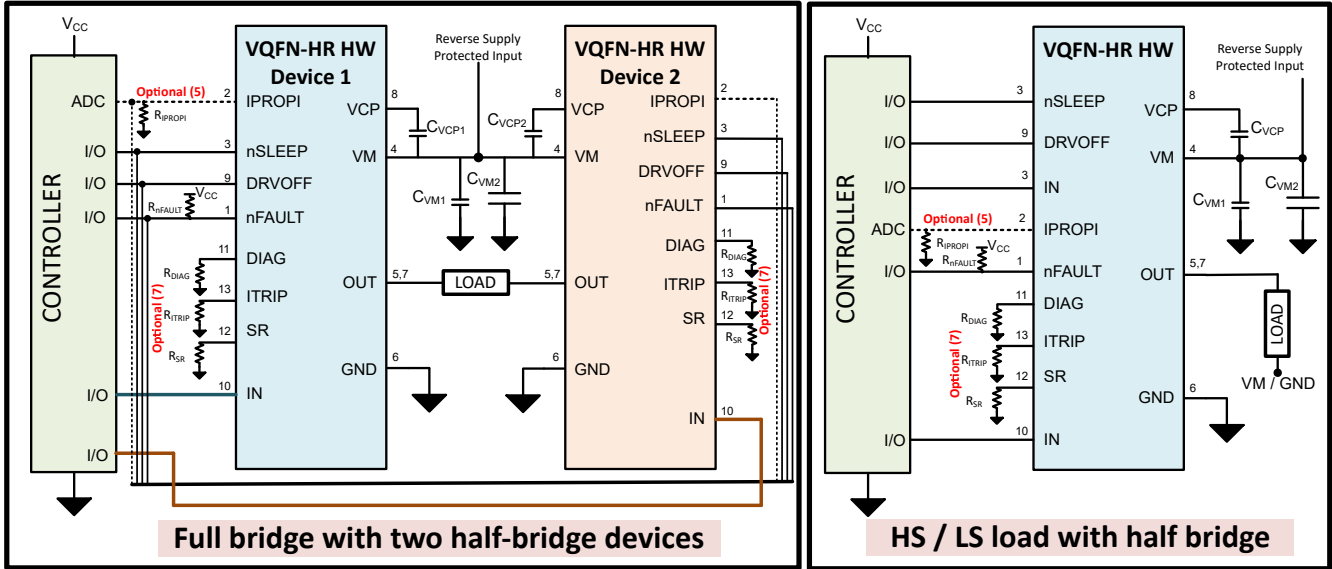 VCC
CONTROLLER
ADC
I/O
I/O
I/O
I/O
I/O
Optional (5)
RIPROPI
VCC
RnFAULT
2
3
9
1
RDIAG
RITRIP
RSR
Optional (7)
11
13
12
10
VQFN-HR HW
Device 1
IPROPI
nSLEEP
DRVOFF
nFAULT
DIAG
ITRIP
SR
IN
VCP
VM
OUT
GND
8
4
5,7
6
CVCP1
Reverse Supply
Protected Input
CVCP2
CVM1
CVM2
LOAD
8
4
5,7
6
VQFN-HR HW
Device 2
VCP
VM
OUT
GND
IPROPI
nSLEEP
DRVOFF
nFAULT
DIAG
ITRIP
SR
IN
2
3
9
1
11
13
12
10
RDIAG
RITRIP
RSR
Optional (7)
Full bridge with two half-bridge devices
VCC
CONTROLLER
I/O
I/O
I/O
ADC
I/O
I/O
3
9
3
Optional (5)
2
RIPROPI
VCC
RnFAULT
1
11
RDIAG
13
RITRIP
12
RSR
Optional (7)
10
VQFN-HR HW
nSLEEP
DRVOFF
IN
IPROPI
nFAULT
DIAG
ITRIP
SR
IN
VCP
VM
OUT
GND
8
4
5,7
6
Reverse Supply
Protected Input
CVCP
CVM1
CVM2
LOAD
VM / GND
HS / LS load with half bridge